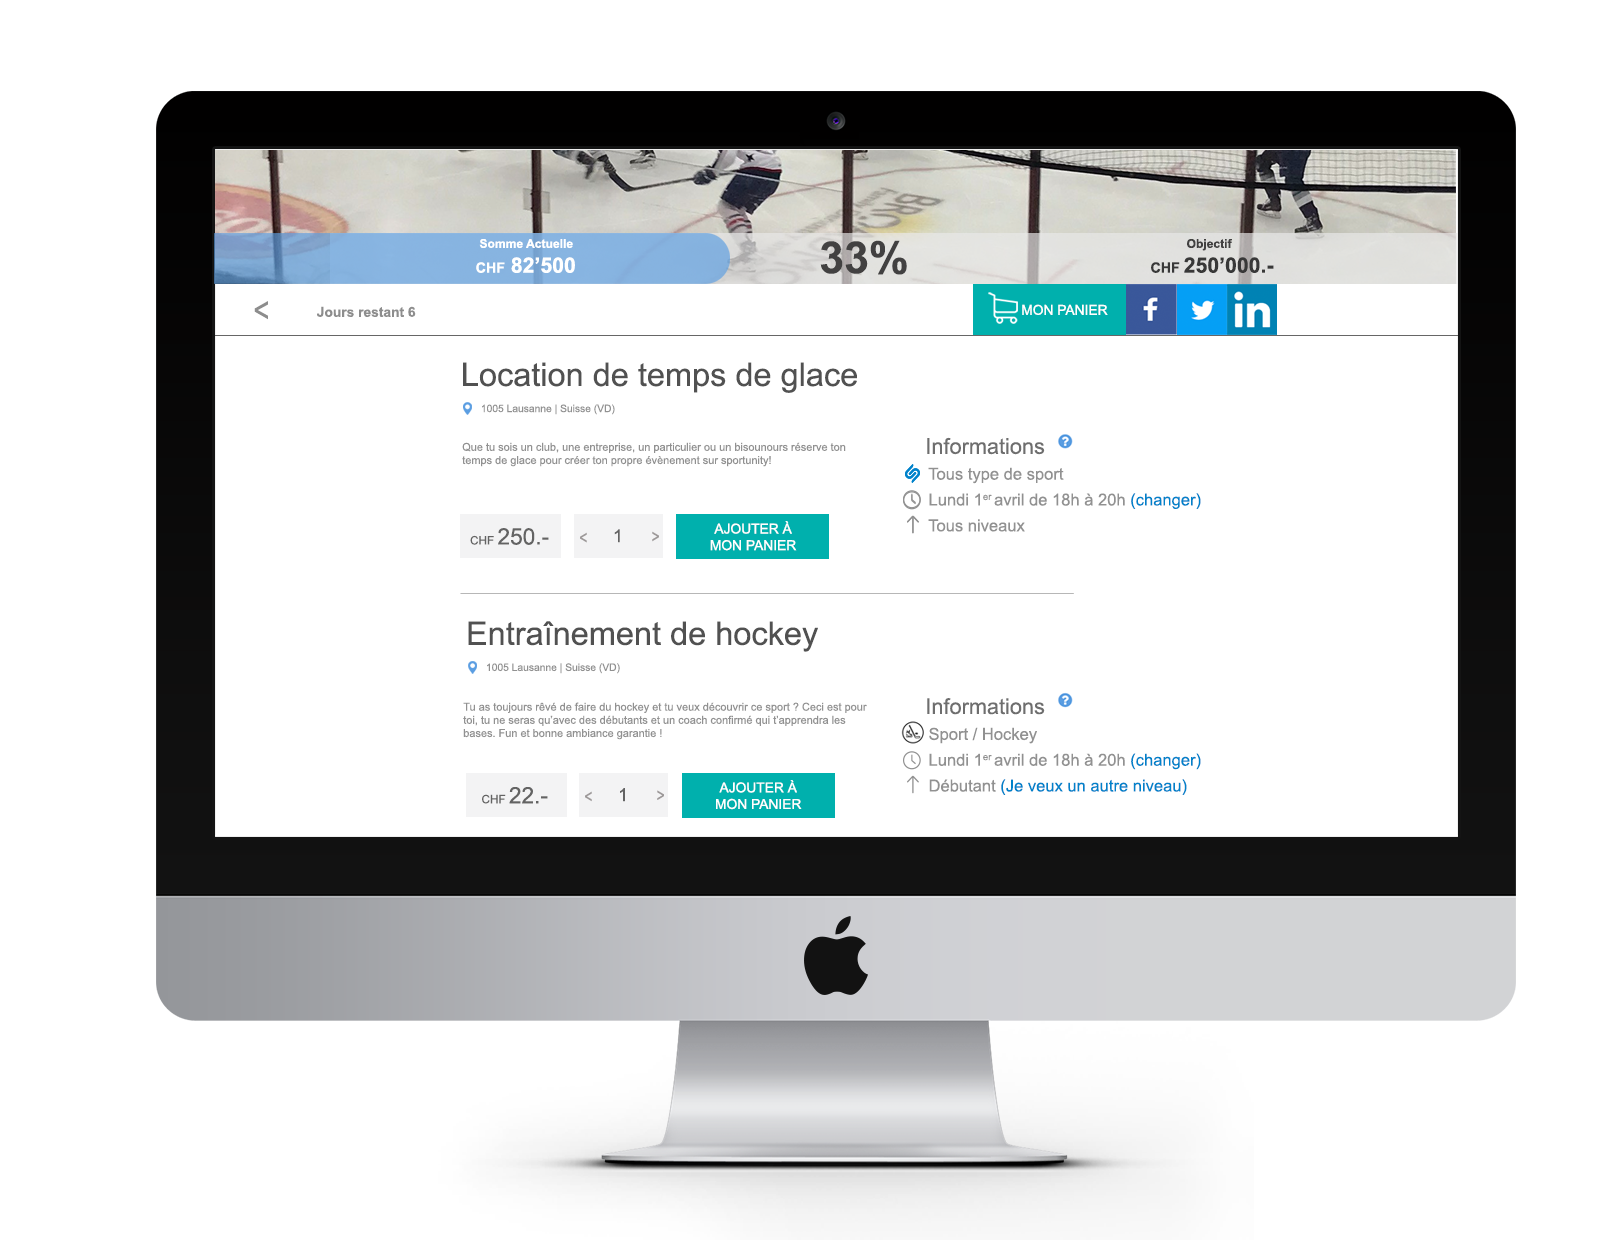 Somme Actuelle
CHF 82’500
33%
Objectif
CHF 250’000.-
<
Jours restant 6
MON PANIER
f
in
Location de temps de glace
1005 Lausanne | Suisse (VD)
Que tu sois un club, une entreprise, un particulier ou un bisounours réserve ton
temps de glace pour créer ton propre évènement sur sportunity!
Informations ?
Tous type de sport
Lundi 1er avril de 18h à 20h (changer)
Tous niveaux
CHF 250.-
< 1 >
AJOUTER À
MON PANIER
Entraînement de hockey
1005 Lausanne | Suisse (VD)
Tu as toujours rêvé de faire du hockey et tu veux découvrir ce sport ? Ceci est pour
toi, tu ne seras qu’avec des débutants et un coach confirmé qui t’apprendra les
bases. Fun et bonne ambiance garantie !
Informations ?
Sport / Hockey
Lundi 1er avril de 18h à 20h (changer)
Débutant (Je veux un autre niveau)
CHF 22.-
< 1 >
AJOUTER À
MON PANIER